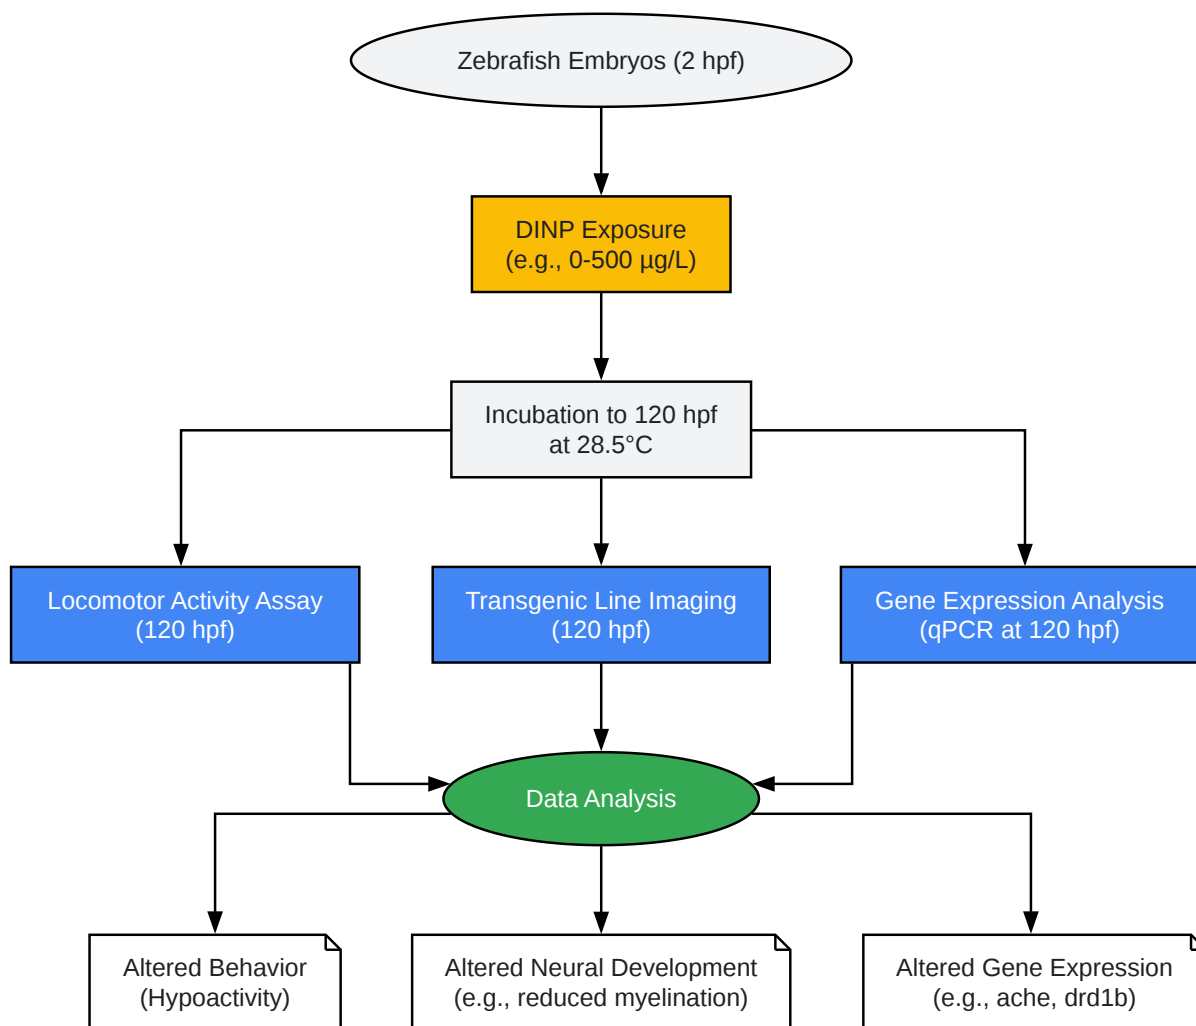 Zebrafish Embryos (2 hpf)
DINP Exposure
(e.g., 0-500 µg/L)
Incubation to 120 hpf
at 28.5°C
Locomotor Activity Assay
(120 hpf)
Transgenic Line Imaging
(120 hpf)
Gene Expression Analysis
(qPCR at 120 hpf)
Data Analysis
Altered Behavior
(Hypoactivity)
Altered Neural Development
(e.g., reduced myelination)
Altered Gene Expression
(e.g., ache, drd1b)